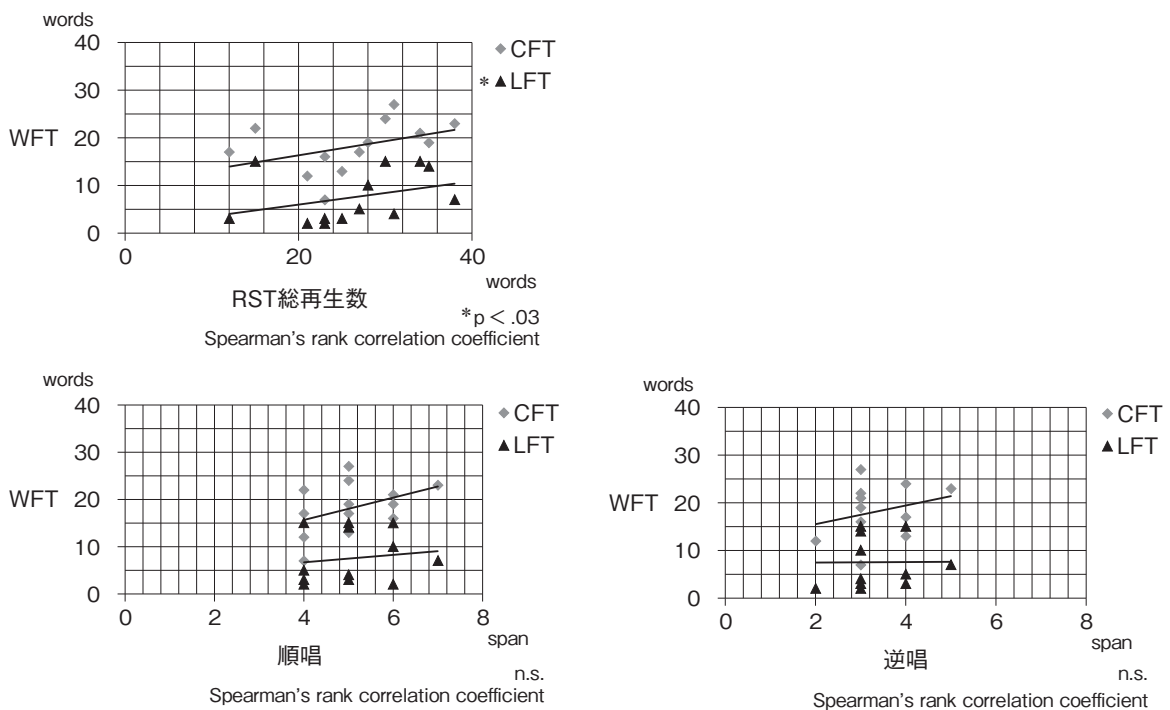 words
40
◆CFT
*▲LFT
30
WFT
20
10
0
0
20
40
words
RST総再生数
*p < .03
Spearman's rank correlation coefficient
words
40
◆CFT
▲LFT
30
WFT
20
10
0
0
2
4
6
8
span
順唱
n.s.
Spearman's rank correlation coefficient
words
40
◆CFT
▲LFT
30
WFT
20
10
0
0
2
4
6
8
span
逆唱
n.s.
Spearman's rank correlation coefficient